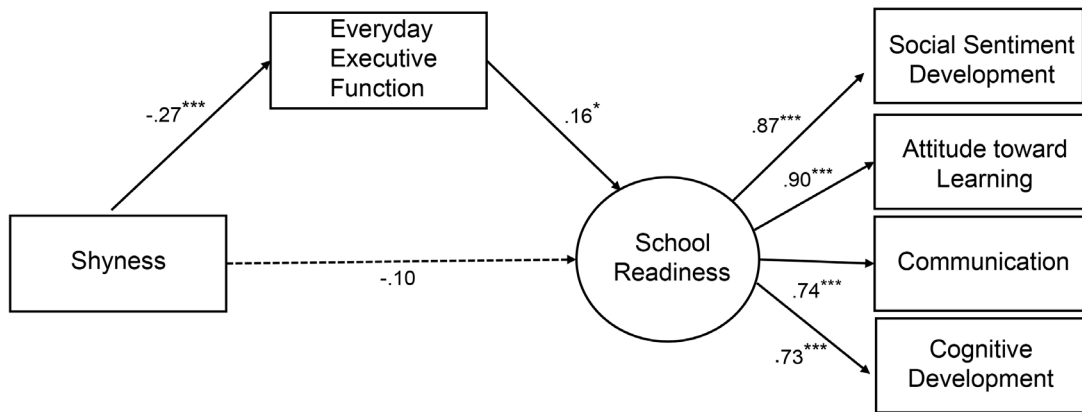 Everyday
Executive
Function
Social Sentiment
Development
-.27***
.16*
.87***
Attitude toward
Learning
.90***
Shyness
-.10
School
Readiness
Communication
.74***
.73***
Cognitive
Development